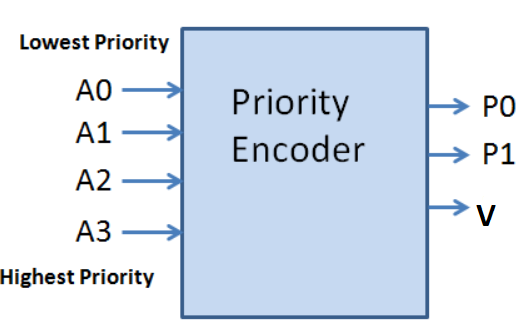 Lowest Priority
A0
A1
A2
A3
Highest Priority
Priority
Encoder
P0
P1
V